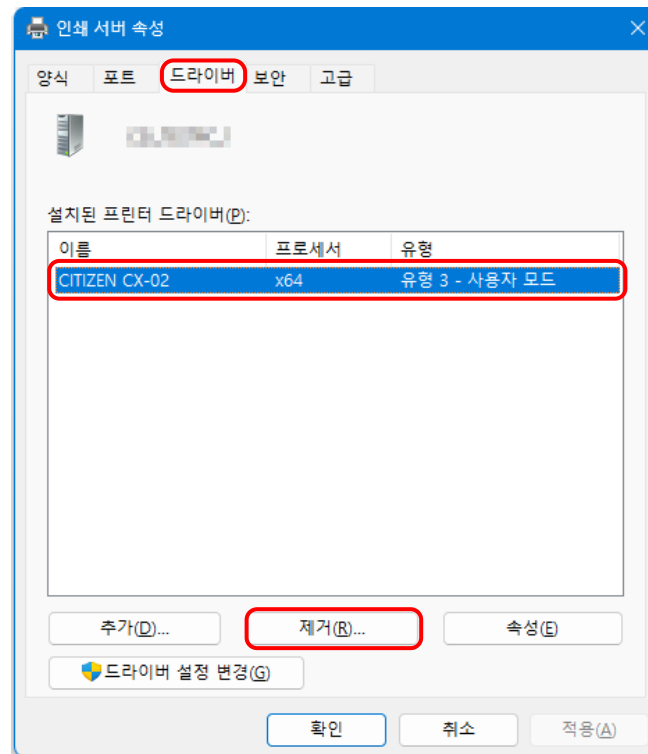 인쇄 서버 속성
양식 포트 드라이버 보안 고급
설치된 프린터 드라이버(P):
이름 프로세서 유형
CITIZEN CX-02 x64 유형 3 - 사용자 모드
추가(D)... 제거(R)... 속성(E)
드라이버 설정 변경(G)
확인 취소 적용(A)